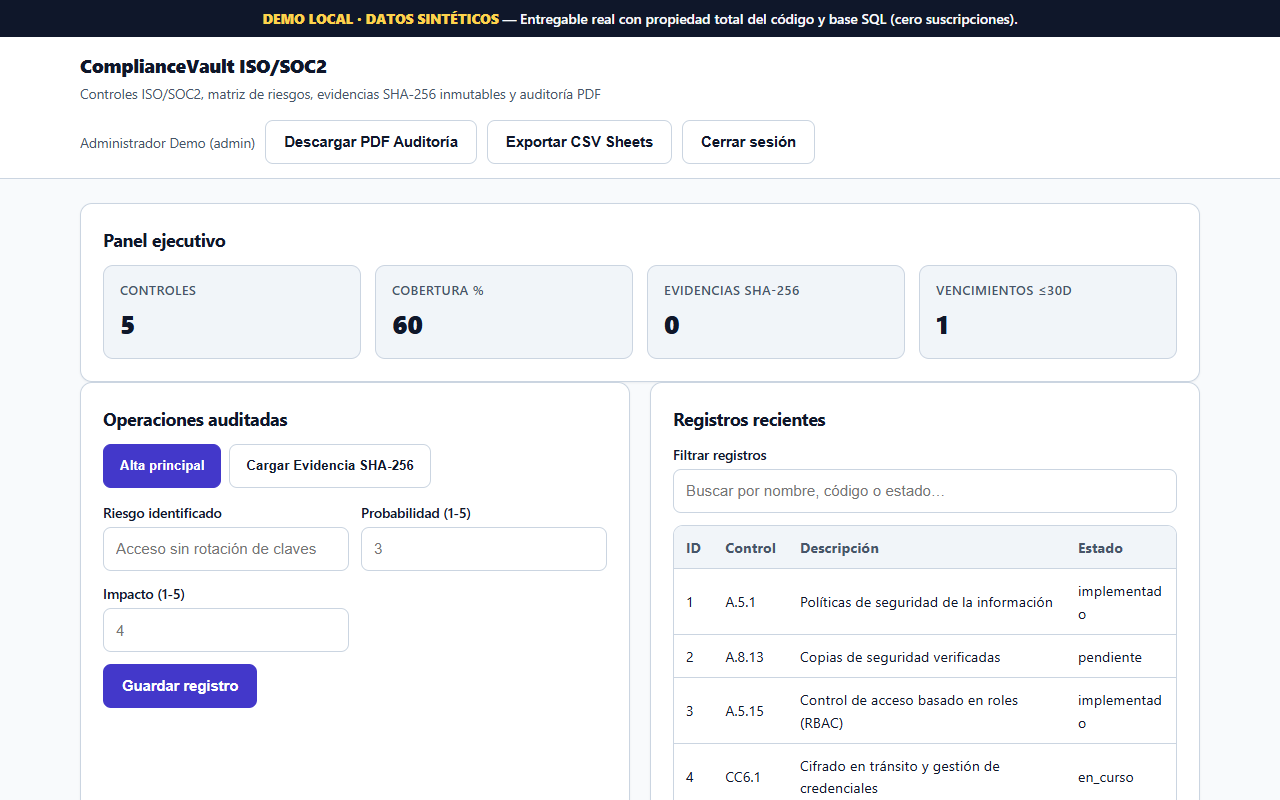 DEMO LOCAL · DATOS SINTÉTICOS — Entregable real con propiedad total del código y base SQL (cero suscripciones).
ComplianceVault ISO/SOC2
Controles ISO/SOC2, matriz de riesgos, evidencias SHA-256 inmutables y auditoría PDF
Administrador Demo (admin) Descargar PDF Auditoría Exportar CSV Sheets Cerrar sesión
Panel ejecutivo
CONTROLES
5
COBERTURA %
60
EVIDENCIAS SHA-256
0
VENCIMIENTOS ≤30D
1
Operaciones auditadas
Alta principal Cargar Evidencia SHA-256
Riesgo identificado
Acceso sin rotación de claves
Probabilidad (1-5)
3
Impacto (1-5)
4
Guardar registro
Registros recientes
Filtrar registros
Buscar por nombre, código o estado...
ID Control Descripción Estado
1 A.5.1 Políticas de seguridad de la información implementad
o
2 A.8.13 Copias de seguridad verificadas pendiente
3 A.5.15 Control de acceso basado en roles implementad
(RBAC) o
4 CC6.1 Cifrado en tránsito y gestión de en_curso
credenciales